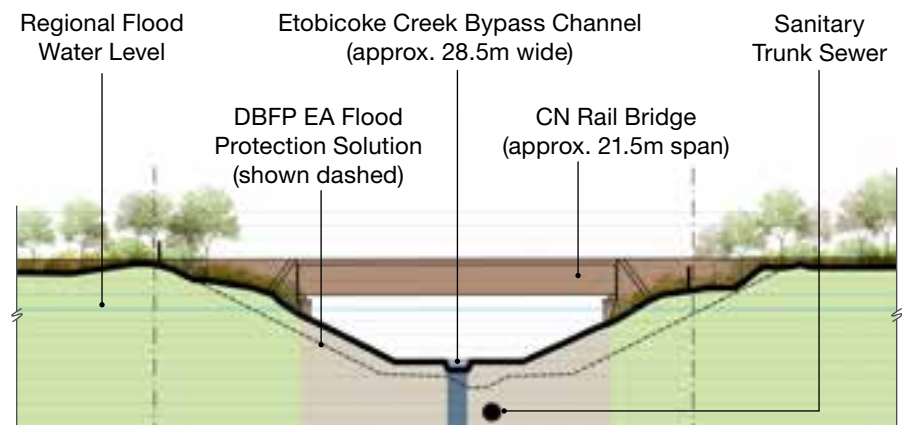 Regional Flood
Water Level
Etobicoke Creek Bypass Channel
(approx. 28.5m wide)
Sanitary
Trunk Sewer
DBFP EA Flood
Protection Solution
(shown dashed)
CN Rail Bridge
(approx. 21.5m span)